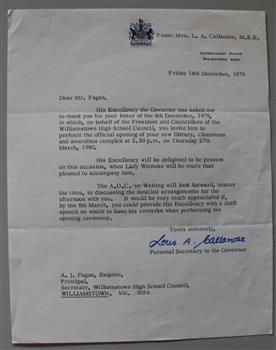 From: Mrs. L. A. Callander, M.B.E.
GOVERNMENT HOUSE
MELBOURNE 3004
Friday 14th December, 1979
Dear Mr. Fagan,
His Excellency the Governor has asked me
to thank you for your letter of the 4th December, 1979,
in which, on behalf of the President and Councillors of the
Williamstown High School Council, you invite him to
perform the official opening of your new library, classroom
and amenities complex at 2.30 p.m. on Thursday 27th
March, 1980.
His Excellency will be delighted to be present
on this occasion, when Lady Winneke will be more than
pleased to accompany him.
The A.D.C.-in-Waiting will look forward, nearer
the time, to discussing the detailed arrangements for the
afternoon with you. It would be very much appreciated if,
by the 6th March, you could provide His Excellency with a draft
speech on which to base his remarks when performing the
opening ceremony.
Yours sincerely,
Lois A. Callander
Personal Secretary to the Governor
A. J. Fagan, Esquire,
Principal,
Secretary, Williamstown High School Council,
WILLIAMSTOWN, Vic. 3016